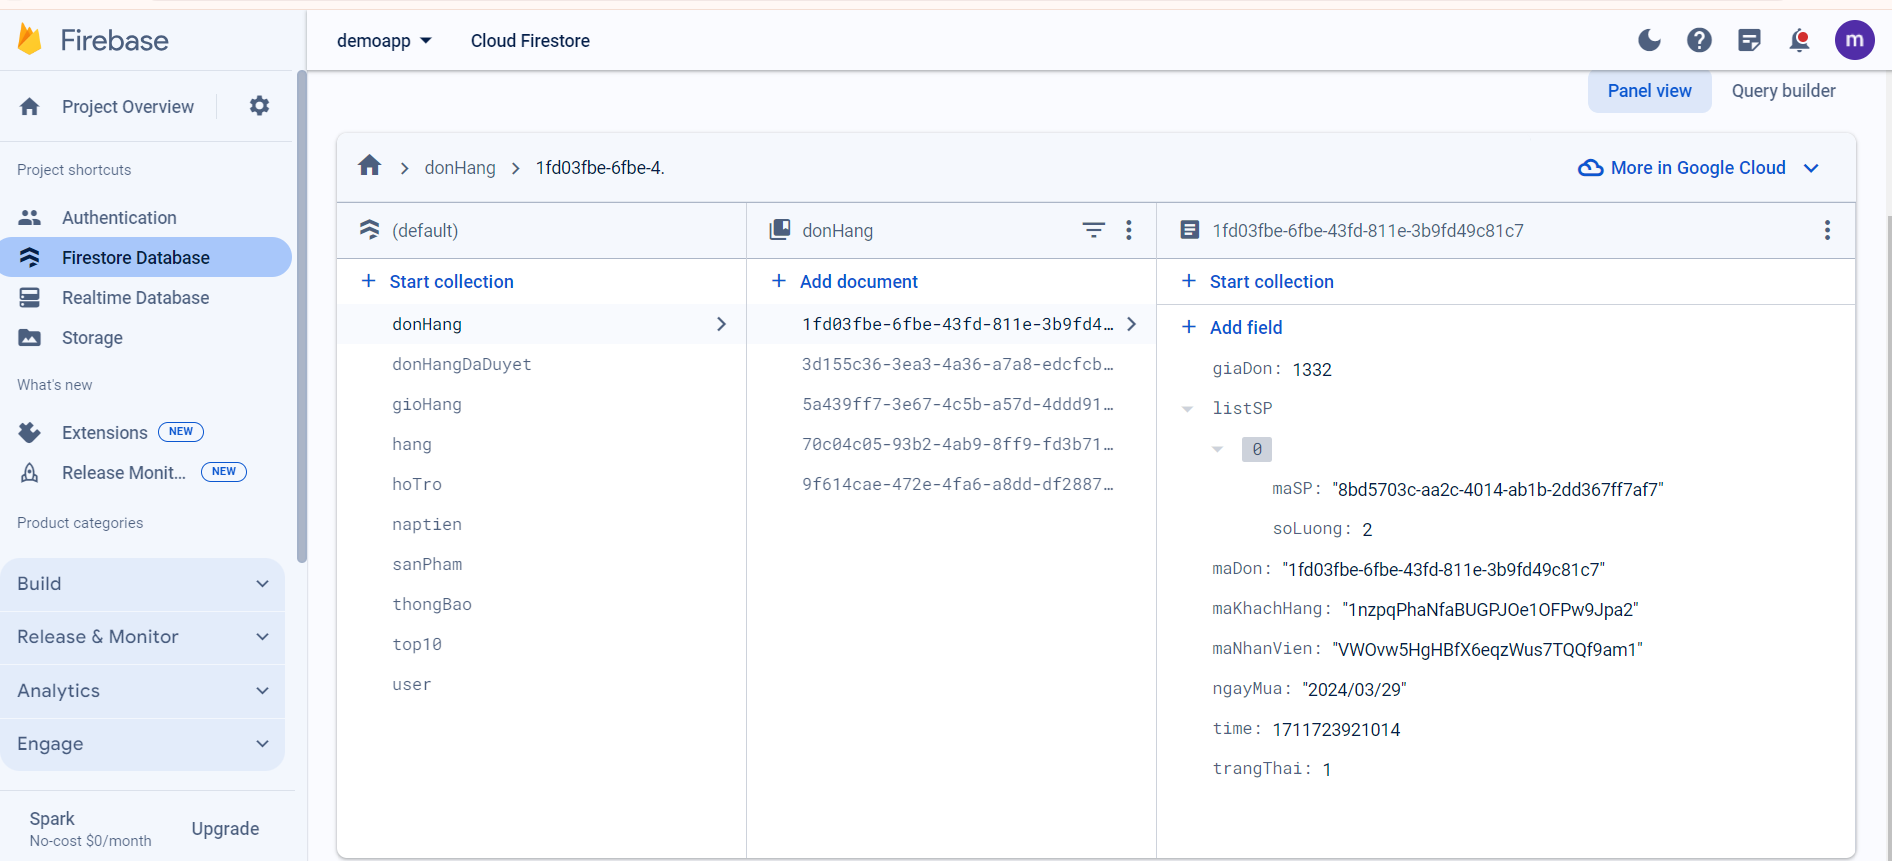 Firebase
demoapp
Cloud Firestore
m
Project Overview
Panel view
Query builder
Project shortcuts
donHang
1fd03fbe-6fbe-4.
More in Google Cloud
Authentication
Firestore Database
Realtime Database
Storage
What's new
Extensions NEW
Release Monit... NEW
Product categories
Build
Release & Monitor
Analytics
Engage
Spark
No-cost $0/month
Upgrade
(default)
Start collection
donHang
donHangDaDuyet
gioHang
hang
hoTro
naptien
sanPham
thongBao
top10
user
donHang
Add document
1fd03fbe-6fbe-43fd-811e-3b9fd4…
3d155c36-3ea3-4a36-a7a8-edcfcb…
5a439ff7-3e67-4c5b-a57d-4ddd91…
70c04c05-93b2-4ab9-8ff9-fd3b71…
9f614cae-472e-4fa6-a8dd-df2887…
1fd03fbe-6fbe-43fd-811e-3b9fd49c81c7
Start collection
Add field
giaDon: 1332
listSP
0
maSP: "8bd5703c-aa2c-4014-ab1b-2dd367ff7af7"
soLuong: 2
maDon: "1fd03fbe-6fbe-43fd-811e-3b9fd49c81c7"
maKhachHang: "1nzpqPhaNfaBUGPJOe1OFPw9Jpa2"
maNhanVien: "VWOvw5HgHBfX6eqzWus7TQQf9am1"
ngayMua: "2024/03/29"
time: 1711723921014
trangThai: 1